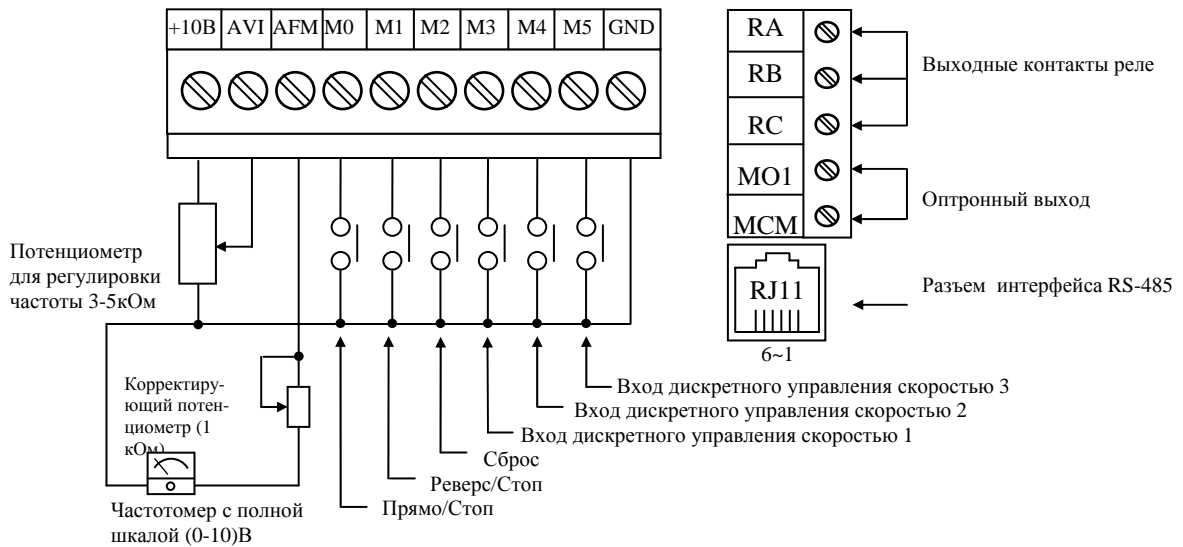 +10В AVI AFM M0 M1 M2 M3 M4 M5 GND
RA
RB
RC
MO1
MCM
Выходные контакты реле
Оптронный выход
RJ11
6~1
Разъем интерфейса RS-485
Потенциометр
для регулировки
частоты 3-5кОм
Корректирую-
ющий потен-
циометр (1
кОм)
Частотомер с полной
шкалой (0-10)В
Вход дискретного управления скоростью 3
Вход дискретного управления скоростью 2
Вход дискретного управления скоростью 1
Сброс
Реверс/Стоп
Прямо/Стоп